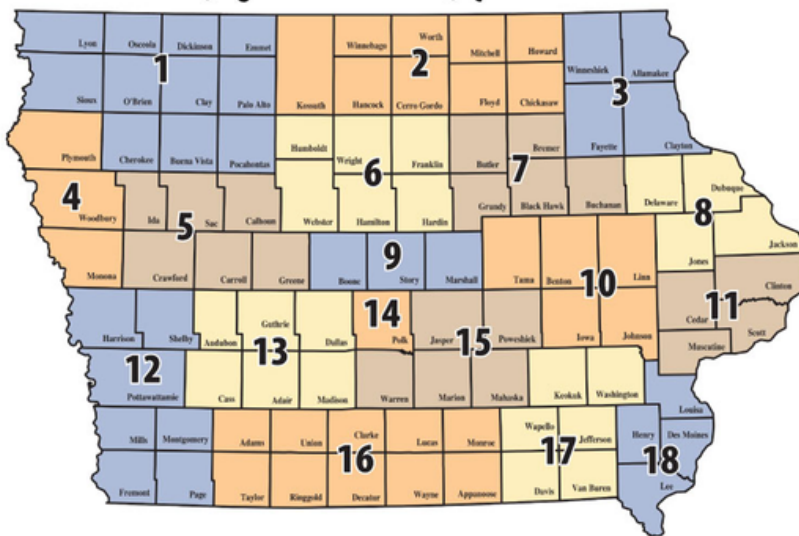 Lyon Osceola Dickinson Emmet
Winnebago Worth
Mitchell Howard
1
2
Winneshiek Allamakee
3
Sioux O'Brien Clay Palo Alto
Kossuth Hancock Cerro Gordo
Floyd Chickasaw
Plymouth Cherokee Buena Vista Pocahontas
Humboldt Wright Franklin
Butler Bremer
Fayette Clayton
6
7
4
Woodbury Ida Sac Calhoun
5
Webster Hamilton Hardin
Grundy Black Hawk Buchanan
Delaware Dubuque
8
Monona Crawford Carroll Greene
Boone Story Marshall
9
Tama Benton Linn
10
Jones Jackson
Clinton
Cedar
11
Scott
Harrison Shelby Audubon Guthrie Dallas
14
Polk
Jasper Poweshiek
15
Iowa Johnson
Muscatine
12
13
Pottawattamie Cass Adair Madison
Warren Marion Mahaska
Keokuk Washington
Louisa
Mills Montgomery Adams Union Clarke Lucas Monroe
Wapello Jefferson
Henry Des Moines
16
17
18
Fremont Page Taylor Ringgold Decatur Wayne Appanoose
Davis Van Buren
Lee